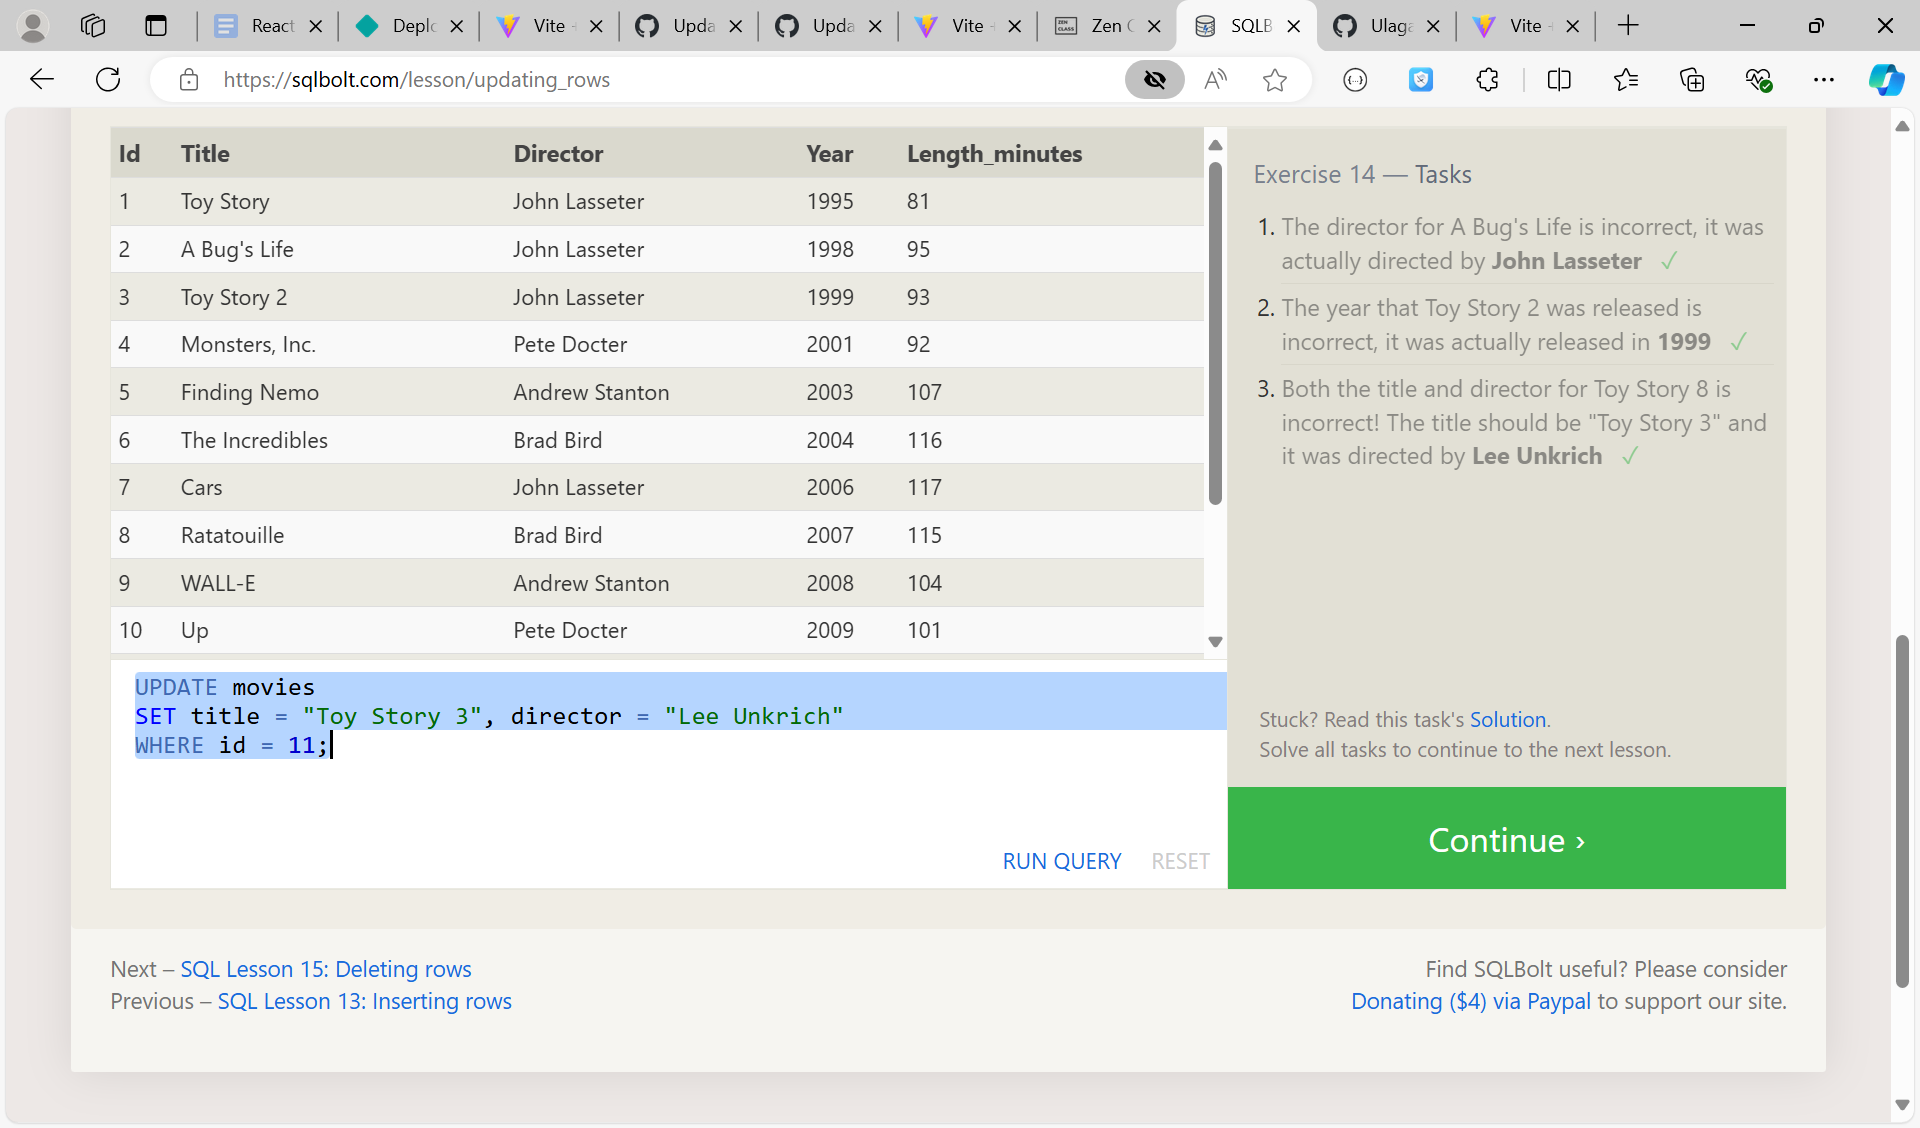 React
Deplo
Vite
Upda
Upda
Vite
Zen C
SQLB
Ulaga
Vite
https://sqlbolt.com/lesson/updating_rows
Id Title Director Year Length_minutes
1 Toy Story John Lasseter 1995 81
2 A Bug's Life John Lasseter 1998 95
3 Toy Story 2 John Lasseter 1999 93
4 Monsters, Inc. Pete Docter 2001 92
5 Finding Nemo Andrew Stanton 2003 107
6 The Incredibles Brad Bird 2004 116
7 Cars John Lasseter 2006 117
8 Ratatouille Brad Bird 2007 115
9 WALL-E Andrew Stanton 2008 104
10 Up Pete Docter 2009 101
UPDATE movies
SET title = "Toy Story 3", director = "Lee Unkrich"
WHERE id = 11;
RUN QUERY RESET
Exercise 14 — Tasks
1. The director for A Bug's Life is incorrect, it was
actually directed by John Lasseter ✓
2. The year that Toy Story 2 was released is
incorrect, it was actually released in 1999 ✓
3. Both the title and director for Toy Story 8 is
incorrect! The title should be "Toy Story 3" and
it was directed by Lee Unkrich ✓
Stuck? Read this task's Solution.
Solve all tasks to continue to the next lesson.
Continue ›
Next – SQL Lesson 15: Deleting rows
Previous – SQL Lesson 13: Inserting rows
Find SQLBolt useful? Please consider
Donating ($4) via Paypal to support our site.